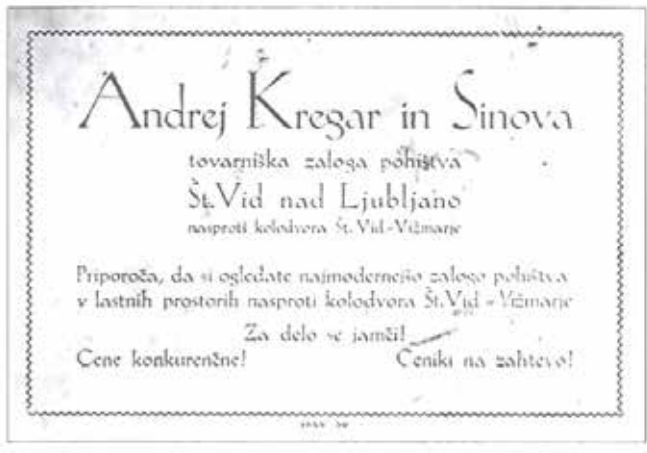 Andrej Kregar in Sinova
tovarniška zaloga pohištva
Št.Vid nad Ljubljano
nasproti kolodvora Št. Vid-Vižmarje
Priporoča, da si ogledate najmodernejšo zalogo pohištva
v lastnih prostorih nasproti kolodvora Št.Vid - Vižmarje
Za delo se jamči!
Cene konkurenčne! Ceniki na zahtevo!